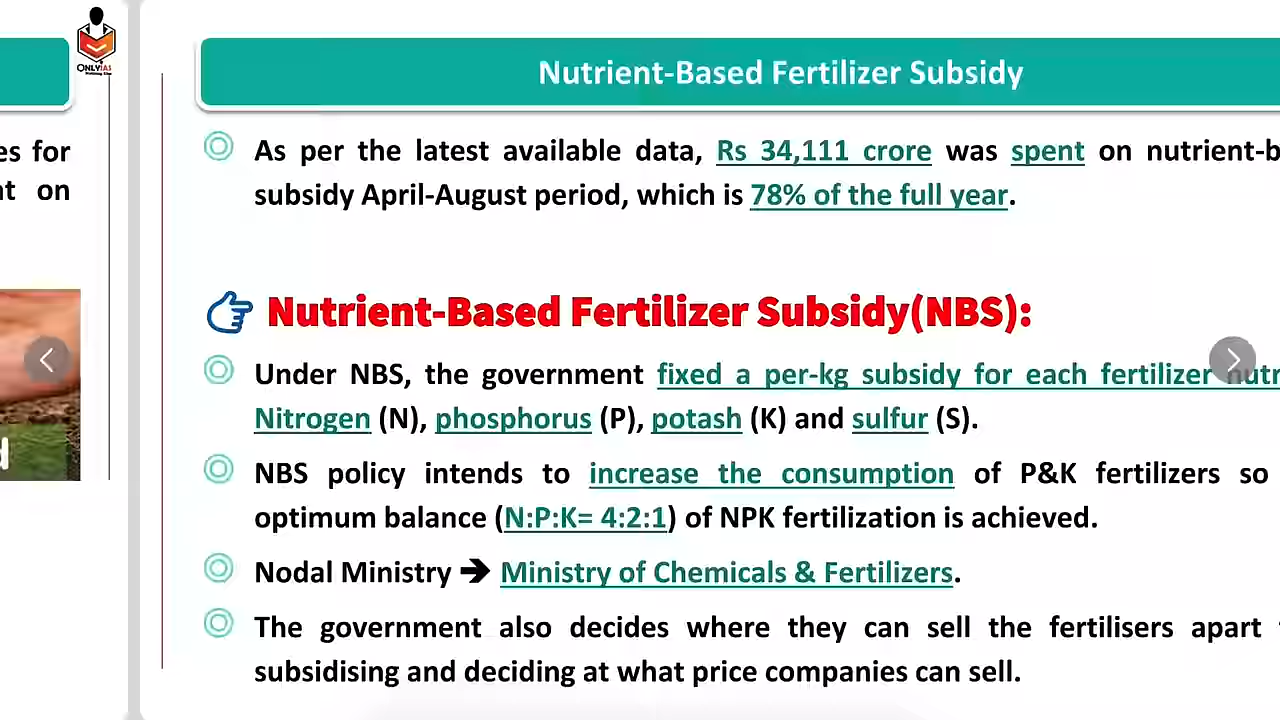 ONLYIAS
Nothing Else
es for
at on
d
Nutrient-Based Fertilizer Subsidy
As per the latest available data, Rs 34,111 crore was spent on nutrient-b
subsidy April-August period, which is 78% of the full year.
Nutrient-Based Fertilizer Subsidy(NBS):
Under NBS, the government fixed a per-kg subsidy for each fertilizer nutr
Nitrogen (N), phosphorus (P), potash (K) and sulfur (S).
NBS policy intends to increase the consumption of P&K fertilizers so
optimum balance (N:P:K= 4:2:1) of NPK fertilization is achieved.
Nodal Ministry ➔ Ministry of Chemicals & Fertilizers.
The government also decides where they can sell the fertilisers apart
subsidising and deciding at what price companies can sell.